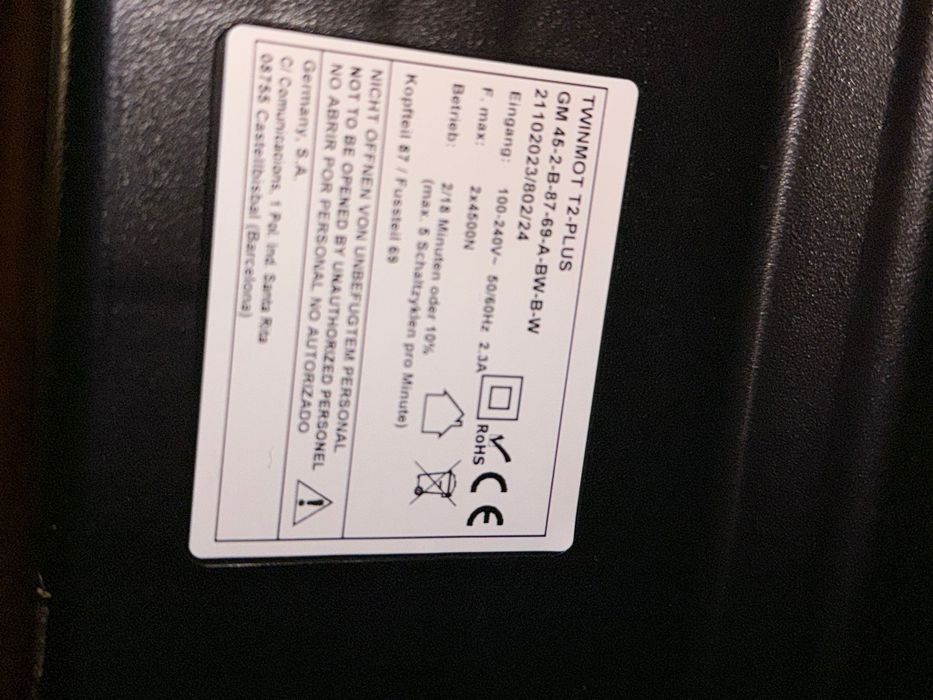 TWINMOT T2-PLUS
GM 45-2-B-87-69-A-BW-B-W
21102023/802/24
Eingang: 100-240V~ 50/60Hz 2.3A
F. max: 2x4500N
Betrieb: 2/18 Minuten oder 10%
(max. 5 Schaltzyklen pro Minute)
Kopfteil 87 / Fussteil 69
RoHS CE
NICHT ÖFFNEN VON UNBEFUGTEM PERSONAL
NOT TO BE OPENED BY UNAUTHORIZED PERSONEL
NO ABRIR POR PERSONAL NO AUTORIZADO
Germany, S.A.
C/ Comunicacions, 1 Pol. Ind. Santa Rita
08755 Castellbisbal (Barcelona)